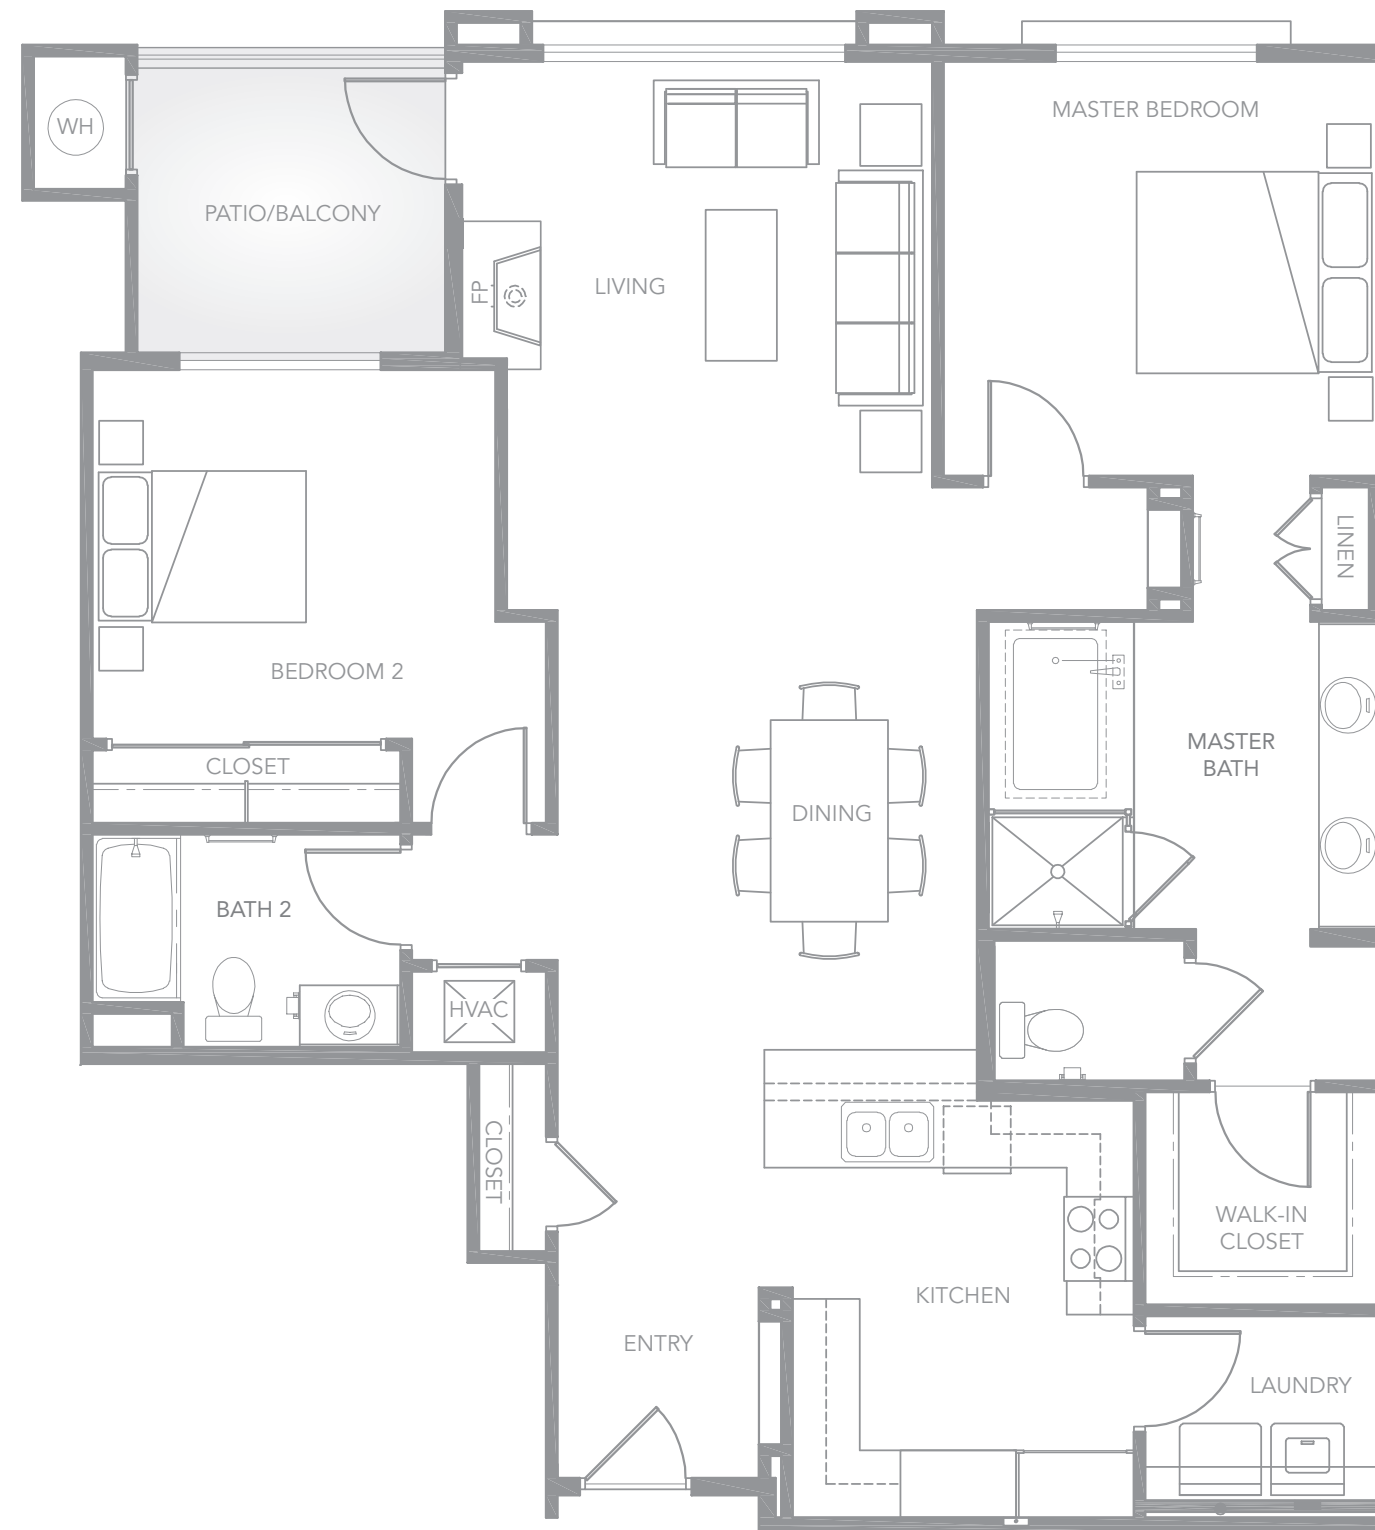 MASTER BEDROOM
WH
PATIO/BALCONY
FP
LIVING
LINEN
BEDROOM 2
MASTER
BATH
CLOSET
DINING
BATH 2
HVAC
CLOSET
WALK-IN
CLOSET
KITCHEN
ENTRY
LAUNDRY